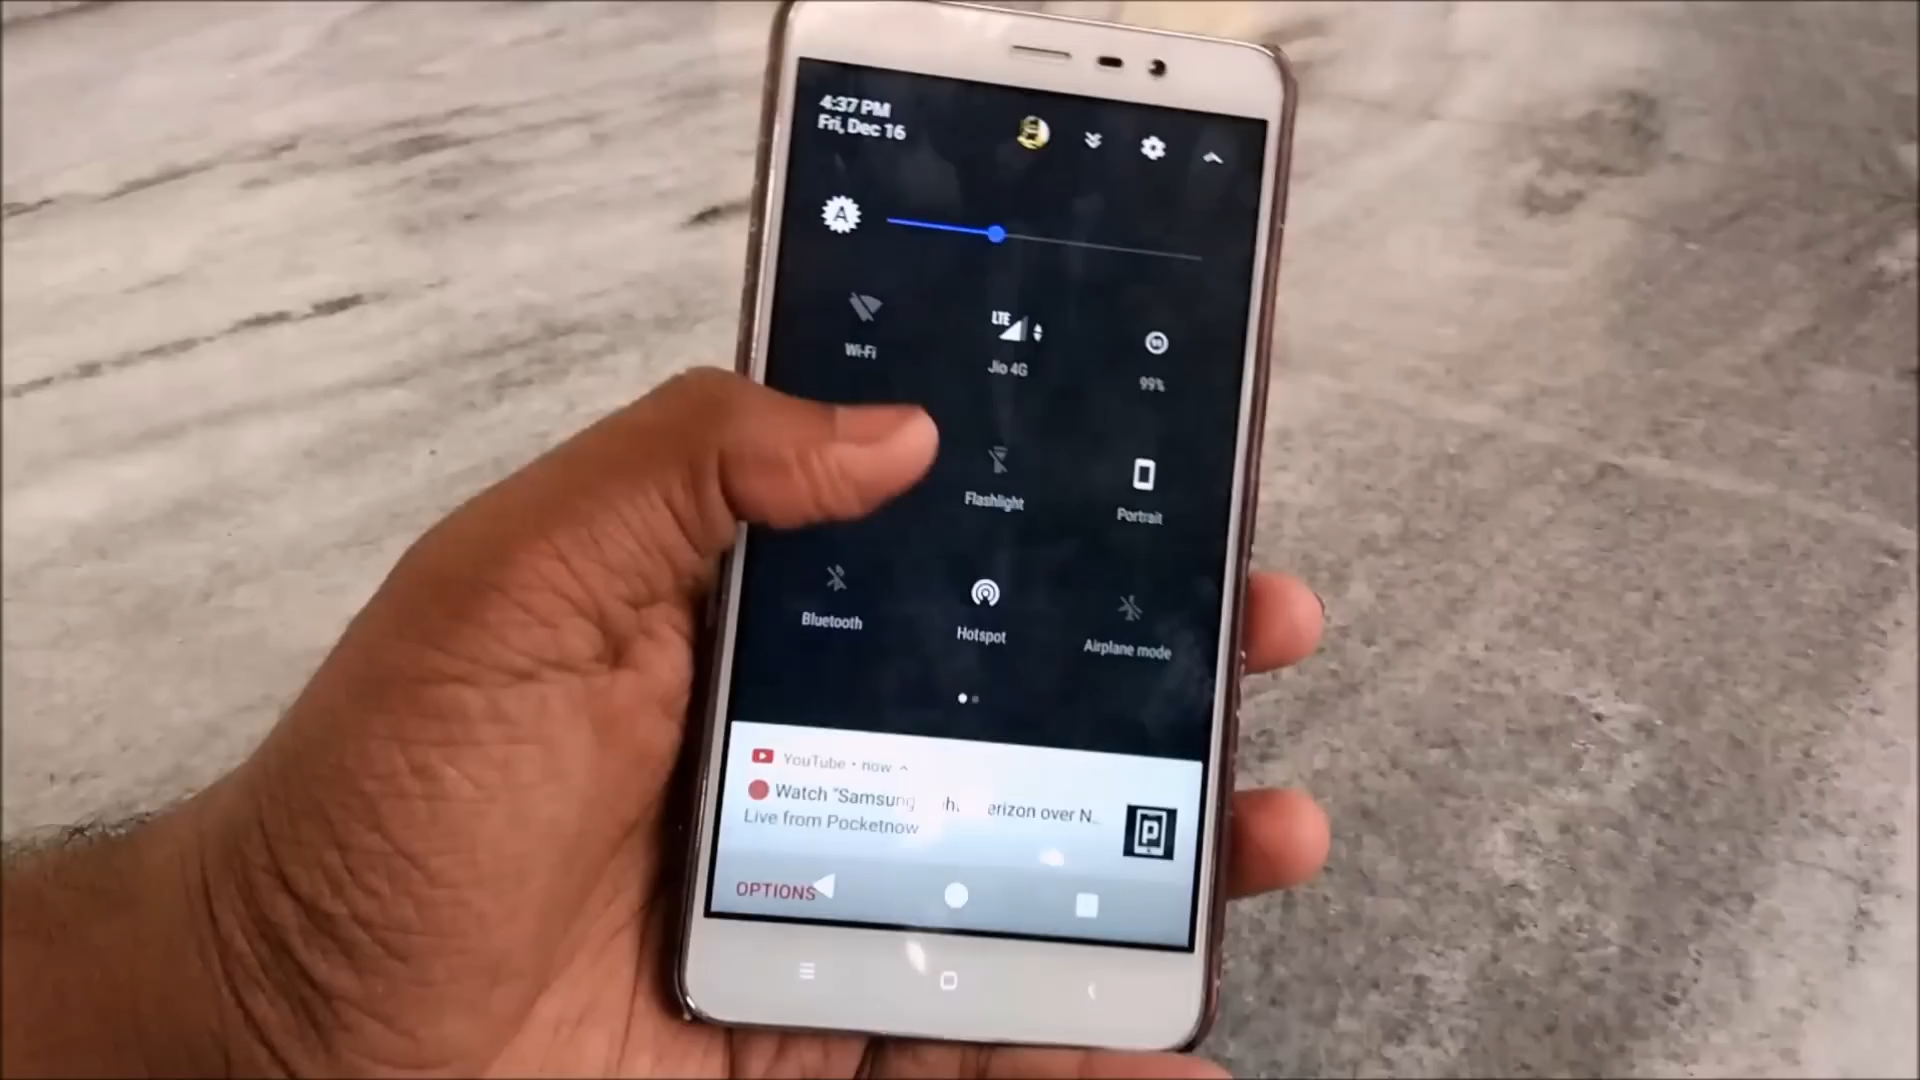 4:37 PM
Fri, Dec 16
A
Wi-Fi
LTE
Jio 4G
99%
Flashlight
Portrait
Bluetooth
Hotspot
Airplane mode
YouTube • now
Watch "Samsung erizon over N...
Live from Pocketnow
P
OPTIONS